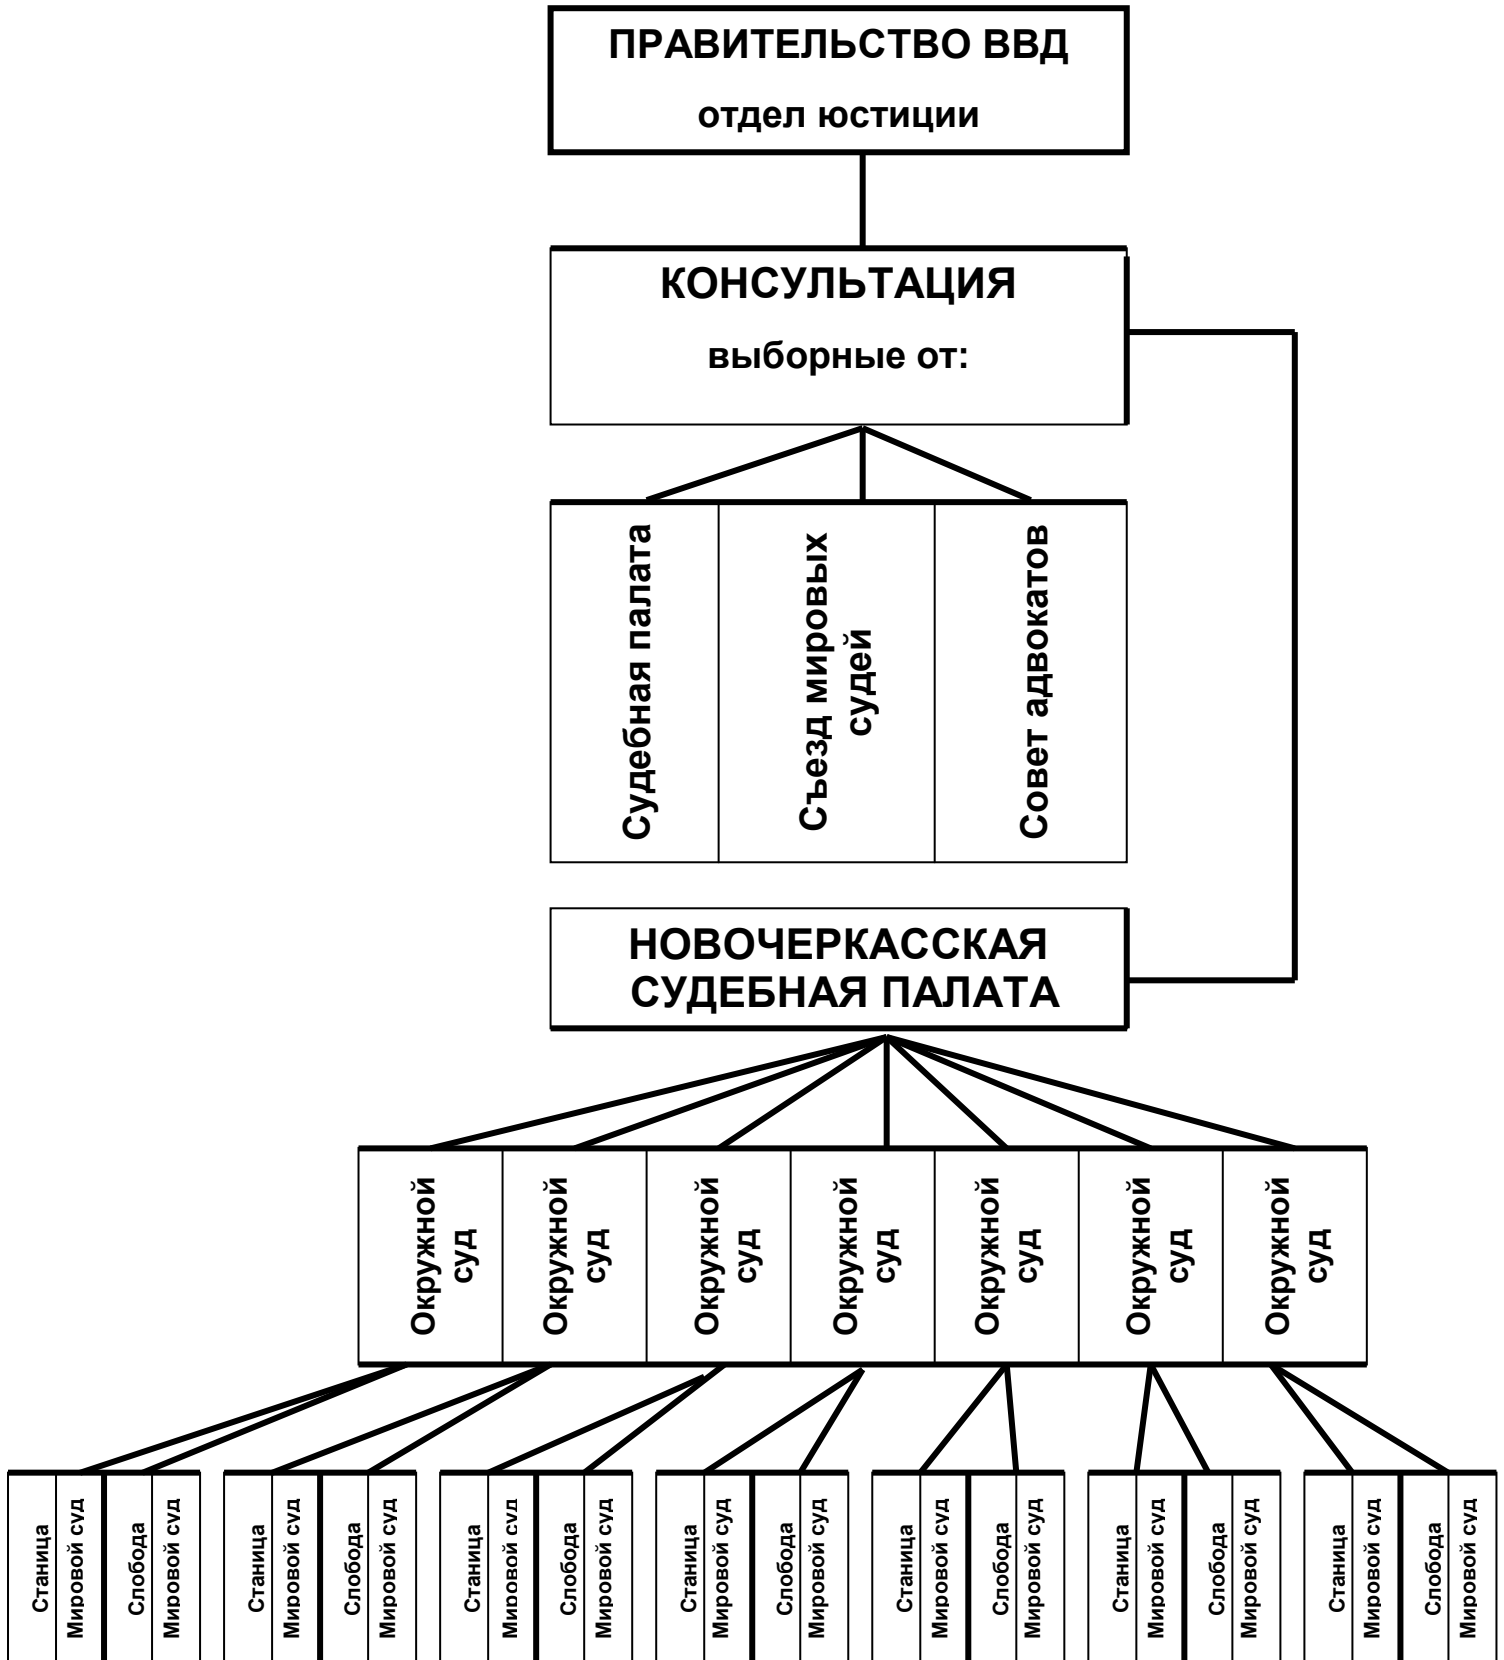 ПРАВИТЕЛЬСТВО ВВД
отдел юстиции
КОНСУЛЬТАЦИЯ
выборные от:
Судебная палата
Съезд мировых
судей
Совет адвокатов
НОВОЧЕРКАССКАЯ
СУДЕБНАЯ ПАЛАТА
Окружной
суд
Окружной
суд
Окружной
суд
Окружной
суд
Окружной
суд
Окружной
суд
Окружной
суд
Станица
Мировой суд
Слобода
Мировой суд
Станица
Мировой суд
Слобода
Мировой суд
Станица
Мировой суд
Слобода
Мировой суд
Станица
Мировой суд
Слобода
Мировой суд
Станица
Мировой суд
Слобода
Мировой суд
Станица
Мировой суд
Слобода
Мировой суд
Станица
Мировой суд
Слобода
Мировой суд